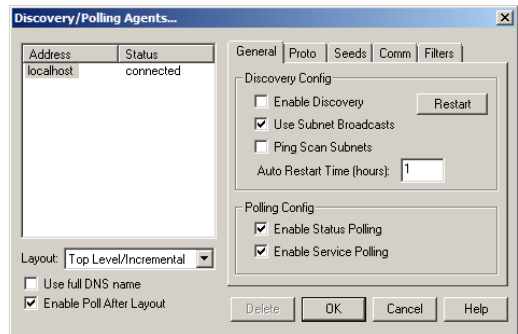 Discovery/Polling Agents...
Address Status
localhost connected
Layout: Top Level/Incremental
Use full DNS name
Enable Poll After Layout
General Proto Seeds Comm Filters
Discovery Config
Enable Discovery Restart
Use Subnet Broadcasts
Ping Scan Subnets
Auto Restart Time (hours): 1
Polling Config
Enable Status Polling
Enable Service Polling
Delete OK Cancel Help